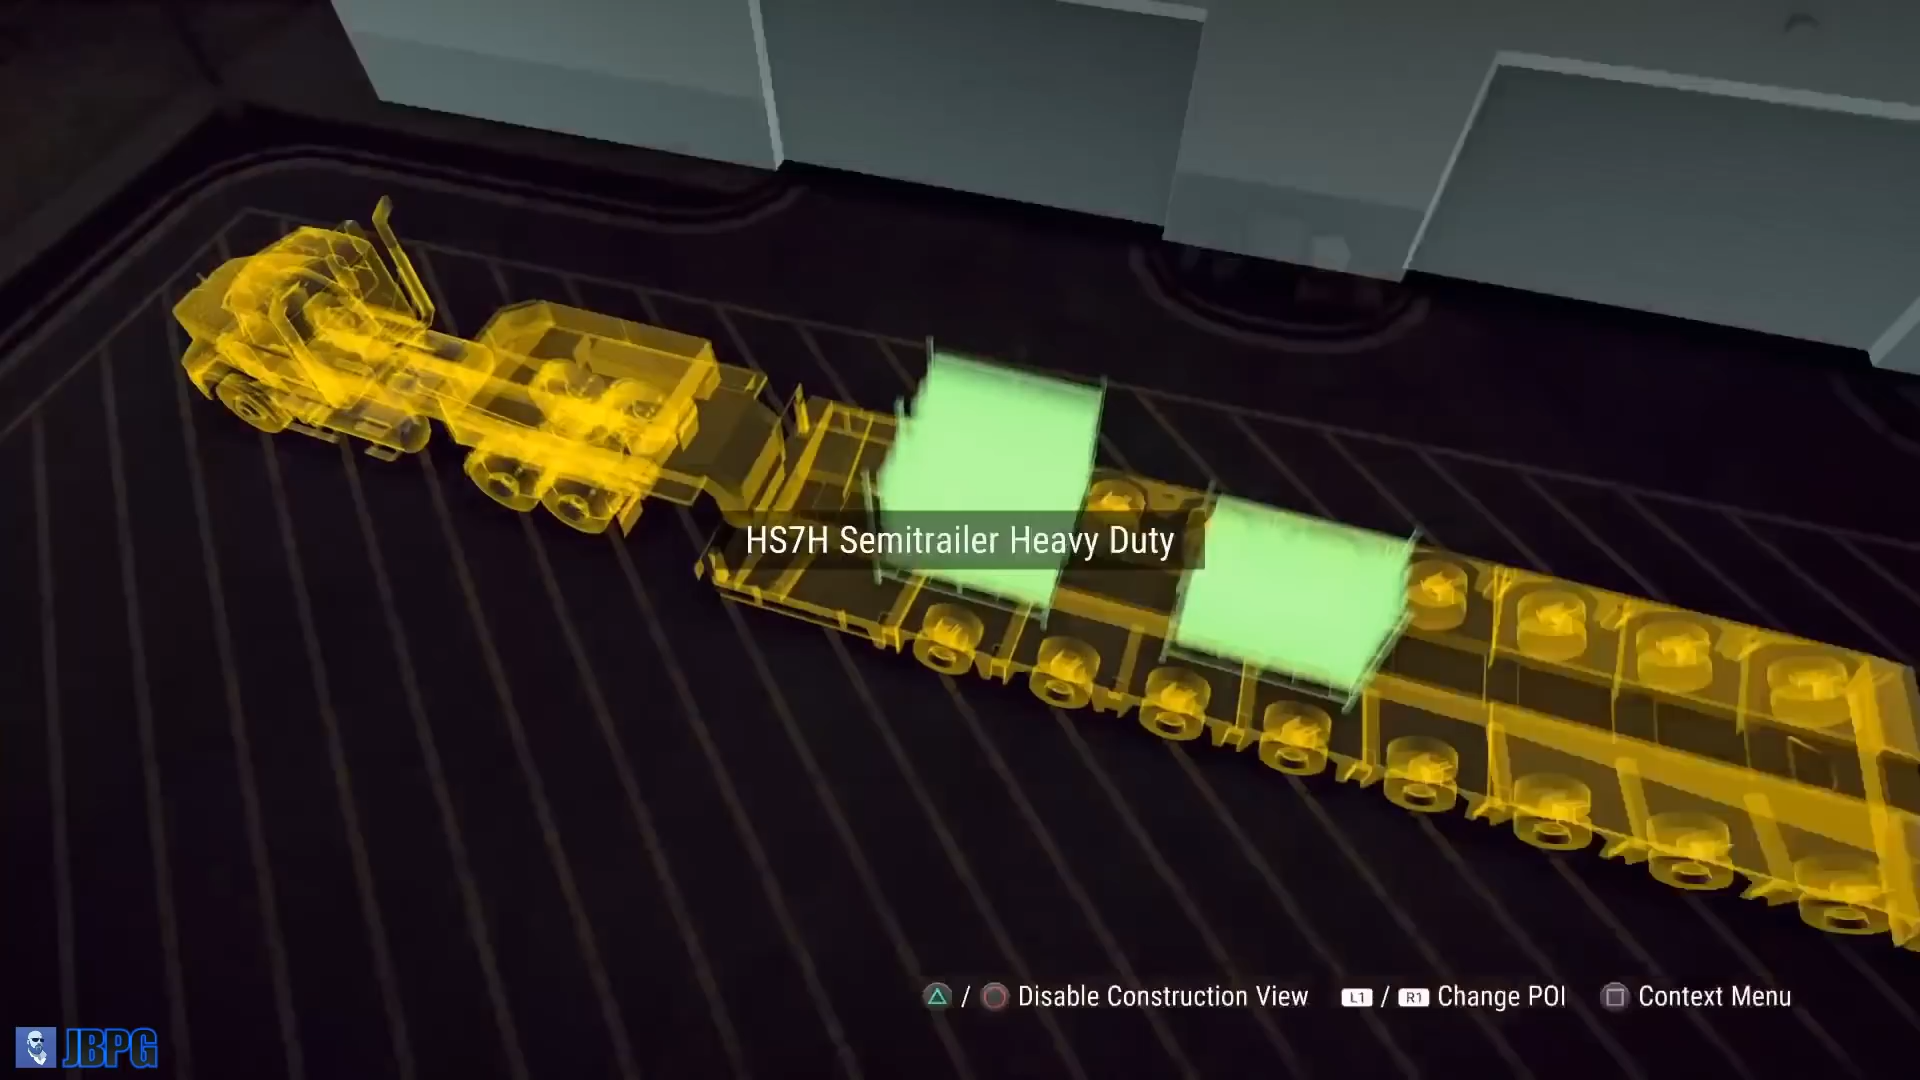 HS7H Semitrailer Heavy Duty
/ Disable Construction View L1 / R1 Change POI Context Menu
JBPG